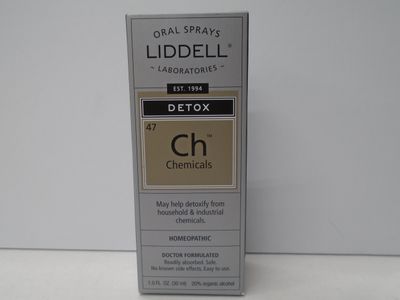 ORAL SPRAYS
LIDDELL®
~ LABORATORIES ~
EST. 1994
DETOX
47
Ch™
Chemicals
May help detoxify from
household & industrial
chemicals.
HOMEOPATHIC
DOCTOR FORMULATED
Readily absorbed. Safe.
No known side effects. Easy to use.
1.0 FL. OZ. (30 ml) 20% organic alcohol